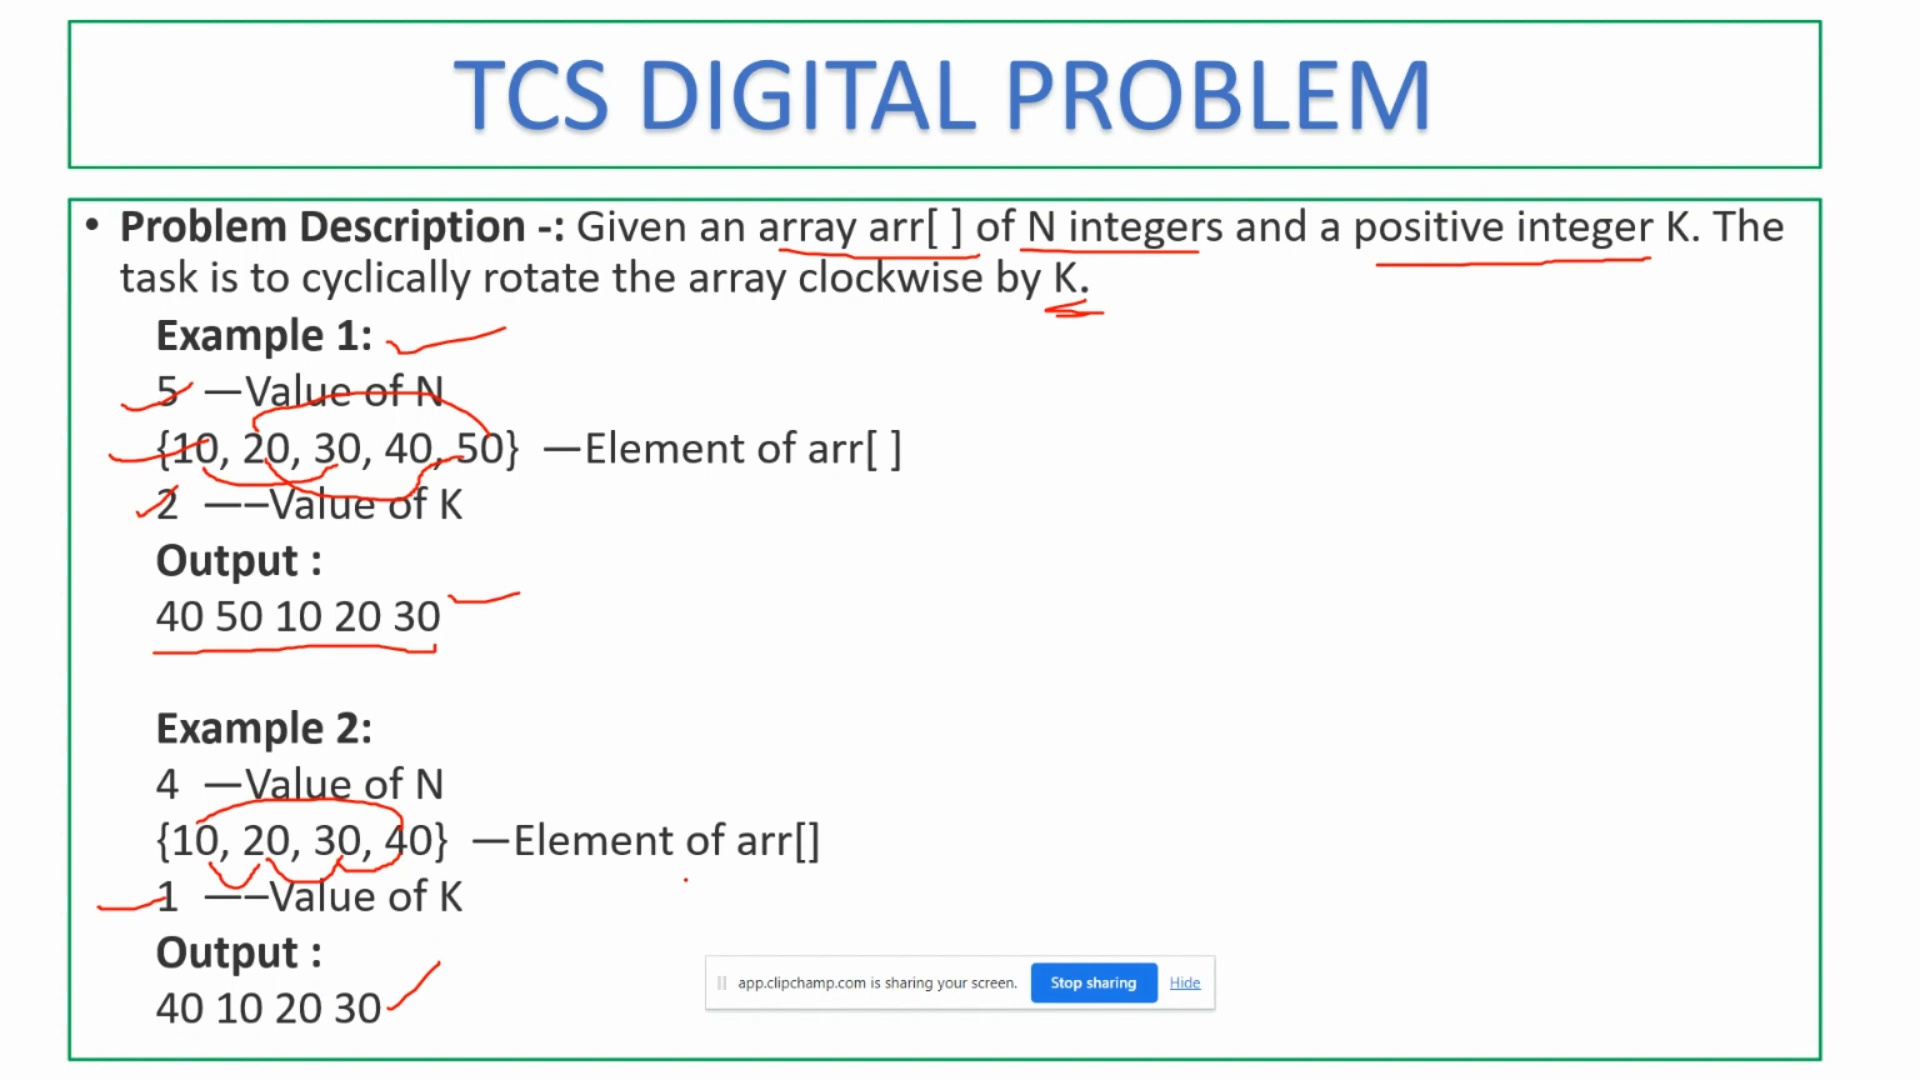 TCS DIGITAL PROBLEM
• Problem Description -: Given an array arr[ ] of N integers and a positive integer K. The
task is to cyclically rotate the array clockwise by K.
Example 1:
5 —Value of N
{10, 20, 30, 40, 50} —Element of arr[ ]
2 —–Value of K
Output :
40 50 10 20 30
Example 2:
4 —Value of N
{10, 20, 30, 40} —Element of arr[]
1 —–Value of K
Output :
40 10 20 30
app.clipchamp.com is sharing your screen. Stop sharing Hide